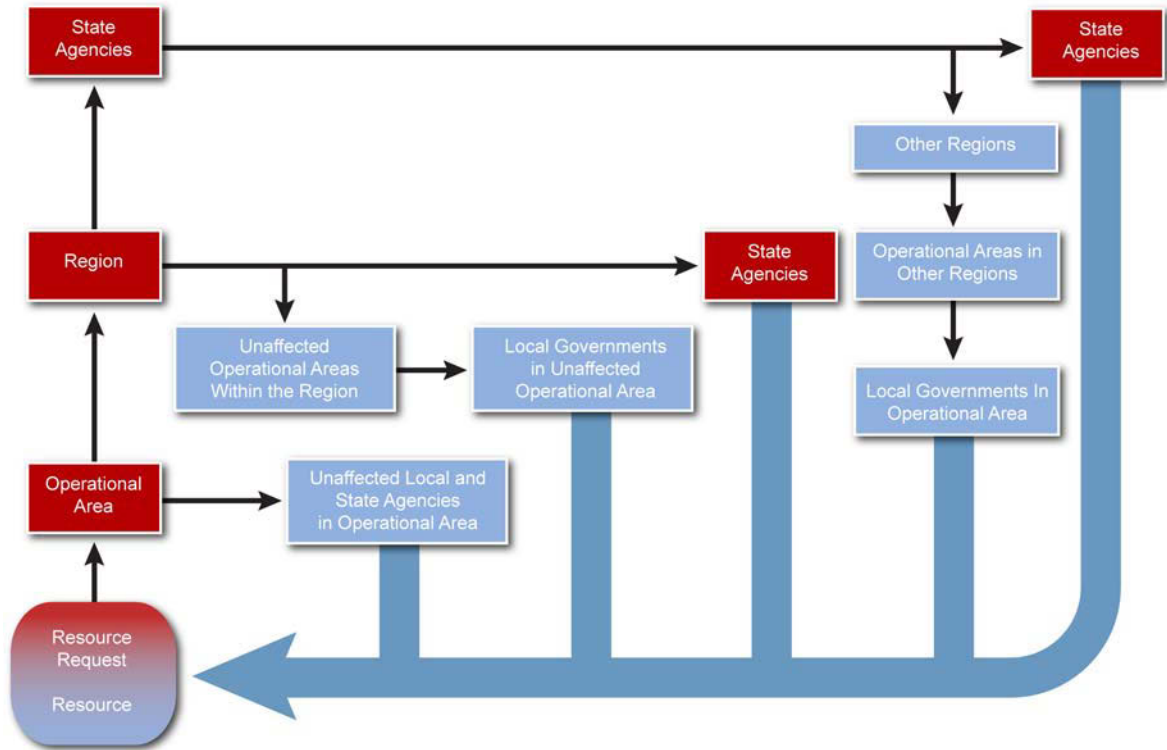 State
Agencies
State
Agencies
Other Regions
Region
State
Agencies
Operational Areas in
Other Regions
Unaffected
Operational Areas
Within the Region
Local Governments
in Unaffected
Operational Area
Local Governments In
Operational Area
Operational
Area
Unaffected Local and
State Agencies
in Operational Area
Resource
Request
Resource